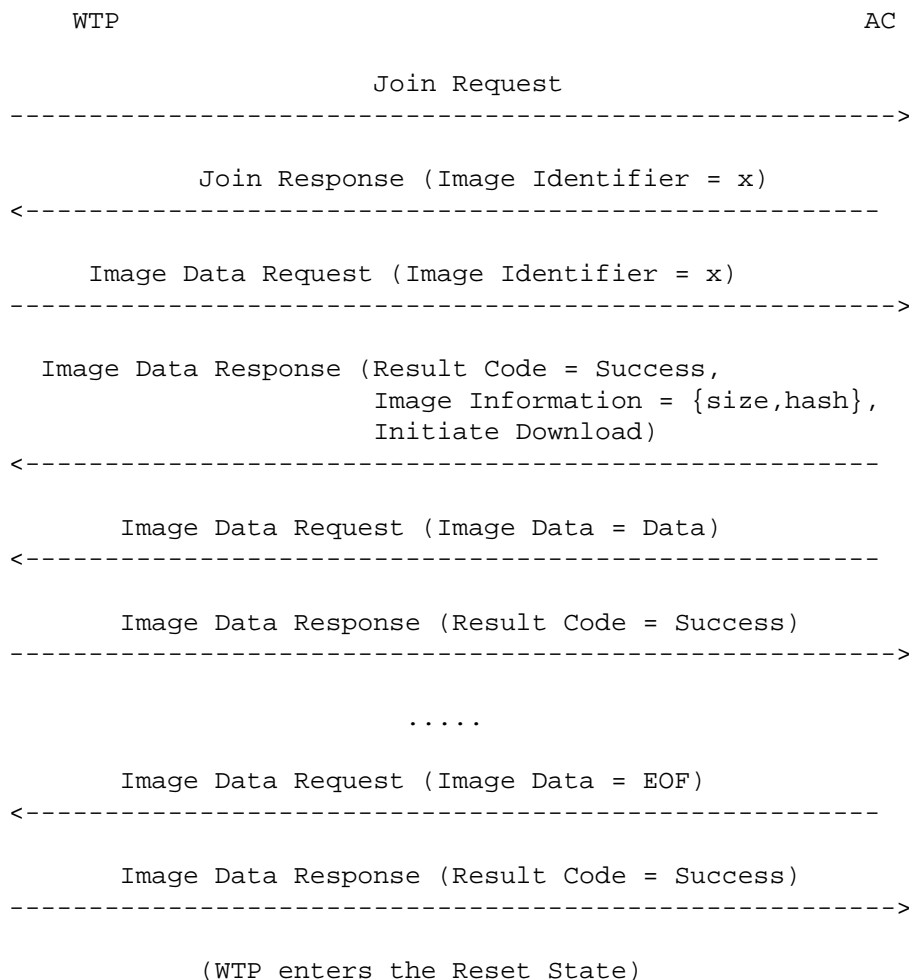 WTP AC
Join Request
------------------------------------------------------->
Join Response (Image Identifier = x)
<------------------------------------------------------
Image Data Request (Image Identifier = x)
------------------------------------------------------->
Image Data Response (Result Code = Success,
Image Information = {size,hash},
Initiate Download)
<------------------------------------------------------
Image Data Request (Image Data = Data)
<------------------------------------------------------
Image Data Response (Result Code = Success)
------------------------------------------------------->
.....
Image Data Request (Image Data = EOF)
<------------------------------------------------------
Image Data Response (Result Code = Success)
------------------------------------------------------->
(WTP enters the Reset State)